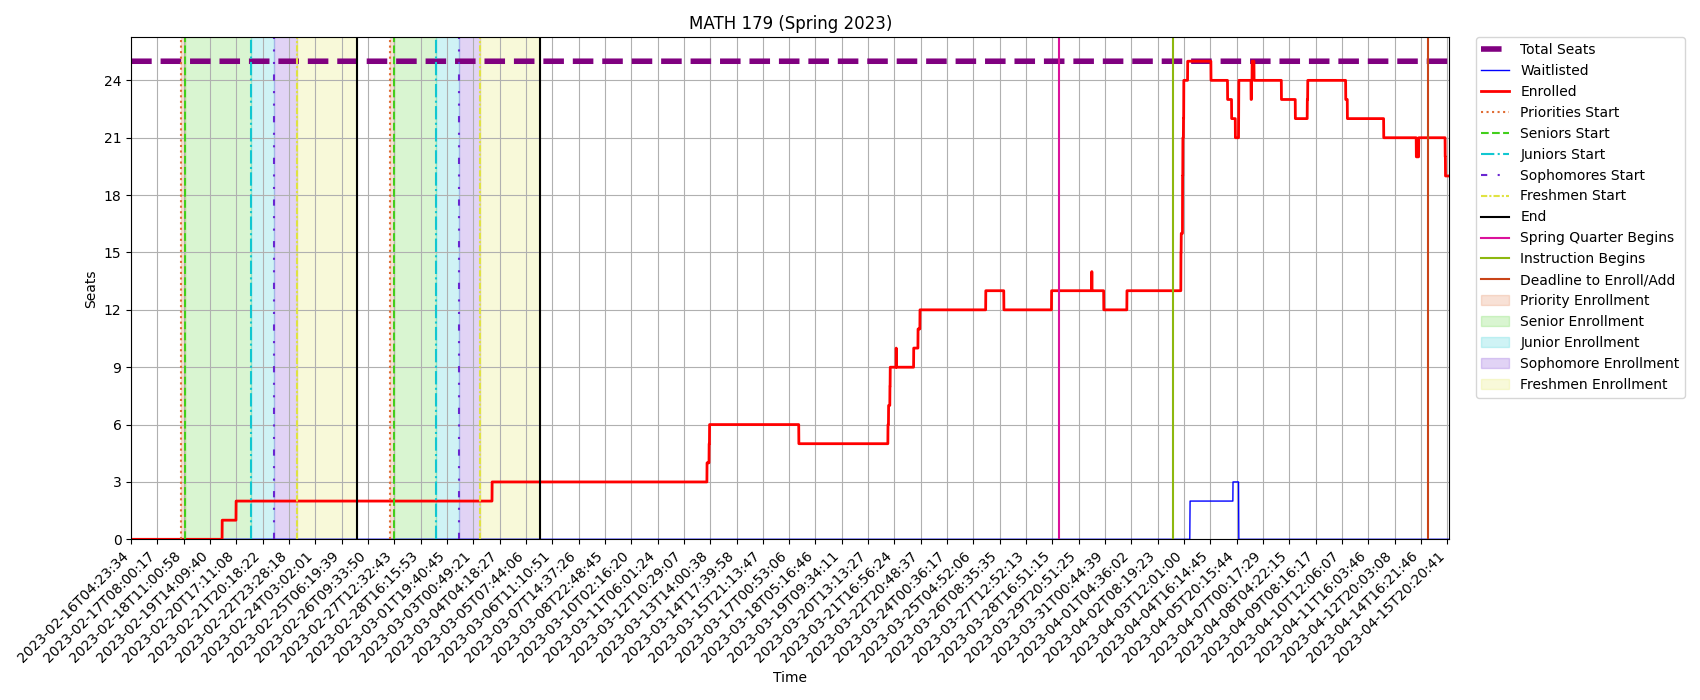 MATH 179 (Spring 2023)
24
21
18
15
12
9
6
3
0
Seats
2023-02-16T04:23:34
2023-02-17T08:00:17
2023-02-18T11:00:58
2023-02-19T14:09:40
2023-02-20T17:11:08
2023-02-21T20:18:22
2023-02-22T23:28:18
2023-02-24T03:02:01
2023-02-25T06:19:39
2023-02-26T09:33:50
2023-02-27T12:32:43
2023-02-28T16:15:53
2023-03-01T19:40:45
2023-03-03T00:49:21
2023-03-04T04:18:27
2023-03-05T07:44:06
2023-03-06T11:10:51
2023-03-07T14:37:26
2023-03-08T22:48:45
2023-03-10T02:16:20
2023-03-11T06:01:24
2023-03-12T10:29:07
2023-03-13T14:00:38
2023-03-14T17:39:58
2023-03-15T21:13:47
2023-03-17T00:53:06
2023-03-18T05:16:46
2023-03-19T09:34:11
2023-03-20T13:13:27
2023-03-21T16:56:24
2023-03-22T20:48:37
2023-03-24T00:36:17
2023-03-25T04:52:06
2023-03-26T08:35:35
2023-03-27T12:52:13
2023-03-28T16:51:15
2023-03-29T20:51:25
2023-03-31T00:44:39
2023-04-01T04:36:02
2023-04-02T08:19:23
2023-04-03T12:01:00
2023-04-04T16:14:45
2023-04-05T20:15:44
2023-04-07T00:17:29
2023-04-08T04:22:15
2023-04-09T08:16:17
2023-04-10T12:06:07
2023-04-11T16:03:46
2023-04-12T20:03:08
2023-04-14T16:21:46
2023-04-15T20:20:41
Time
Total Seats
Waitlisted
Enrolled
Priorities Start
Seniors Start
Juniors Start
Sophomores Start
Freshmen Start
End
Spring Quarter Begins
Instruction Begins
Deadline to Enroll/Add
Priority Enrollment
Senior Enrollment
Junior Enrollment
Sophomore Enrollment
Freshmen Enrollment